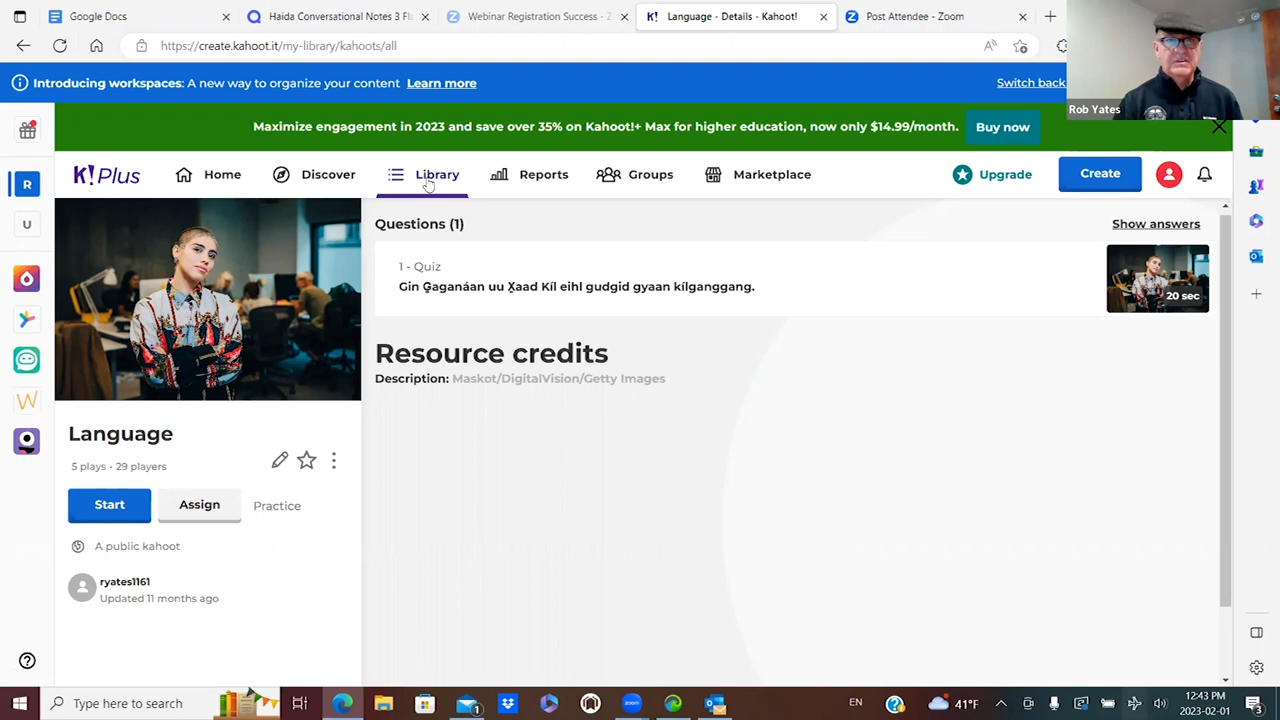 Google Docs
Haida Conversational Notes 3 Fl
Webinar Registration Success - Z
Language - Details - Kahoot!
Post Attendee - Zoom
https://create.kahoot.it/my-library/kahoots/all
Rob Yates
Introducing workspaces: A new way to organize your content Learn more
Switch back
Maximize engagement in 2023 and save over 35% on Kahoot!+ Max for higher education, now only $14.99/month.
Buy now
K!Plus
Home
Discover
Library
Reports
Groups
Marketplace
Upgrade
Create
R
U
W
Questions (1)
Show answers
1 - Quiz
Gin G̲aganáan uu X̲aad Kíl eihl gudgid gyaan kílganggang.
20 sec
Resource credits
Description: Maskot/DigitalVision/Getty Images
Language
5 plays • 29 players
Start
Assign
Practice
A public kahoot
ryates1161
Updated 11 months ago
Type here to search
1
zoom
EN
41°F
12:43 PM
2023-02-01
3